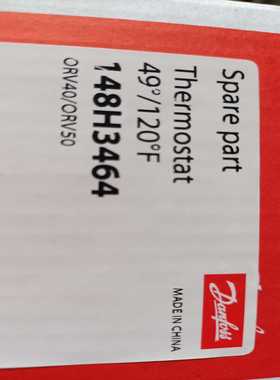 Spare part
Thermostat
49°/120°F
148H3464
ORV40/ORV50
Danfoss
MADE IN CHINA